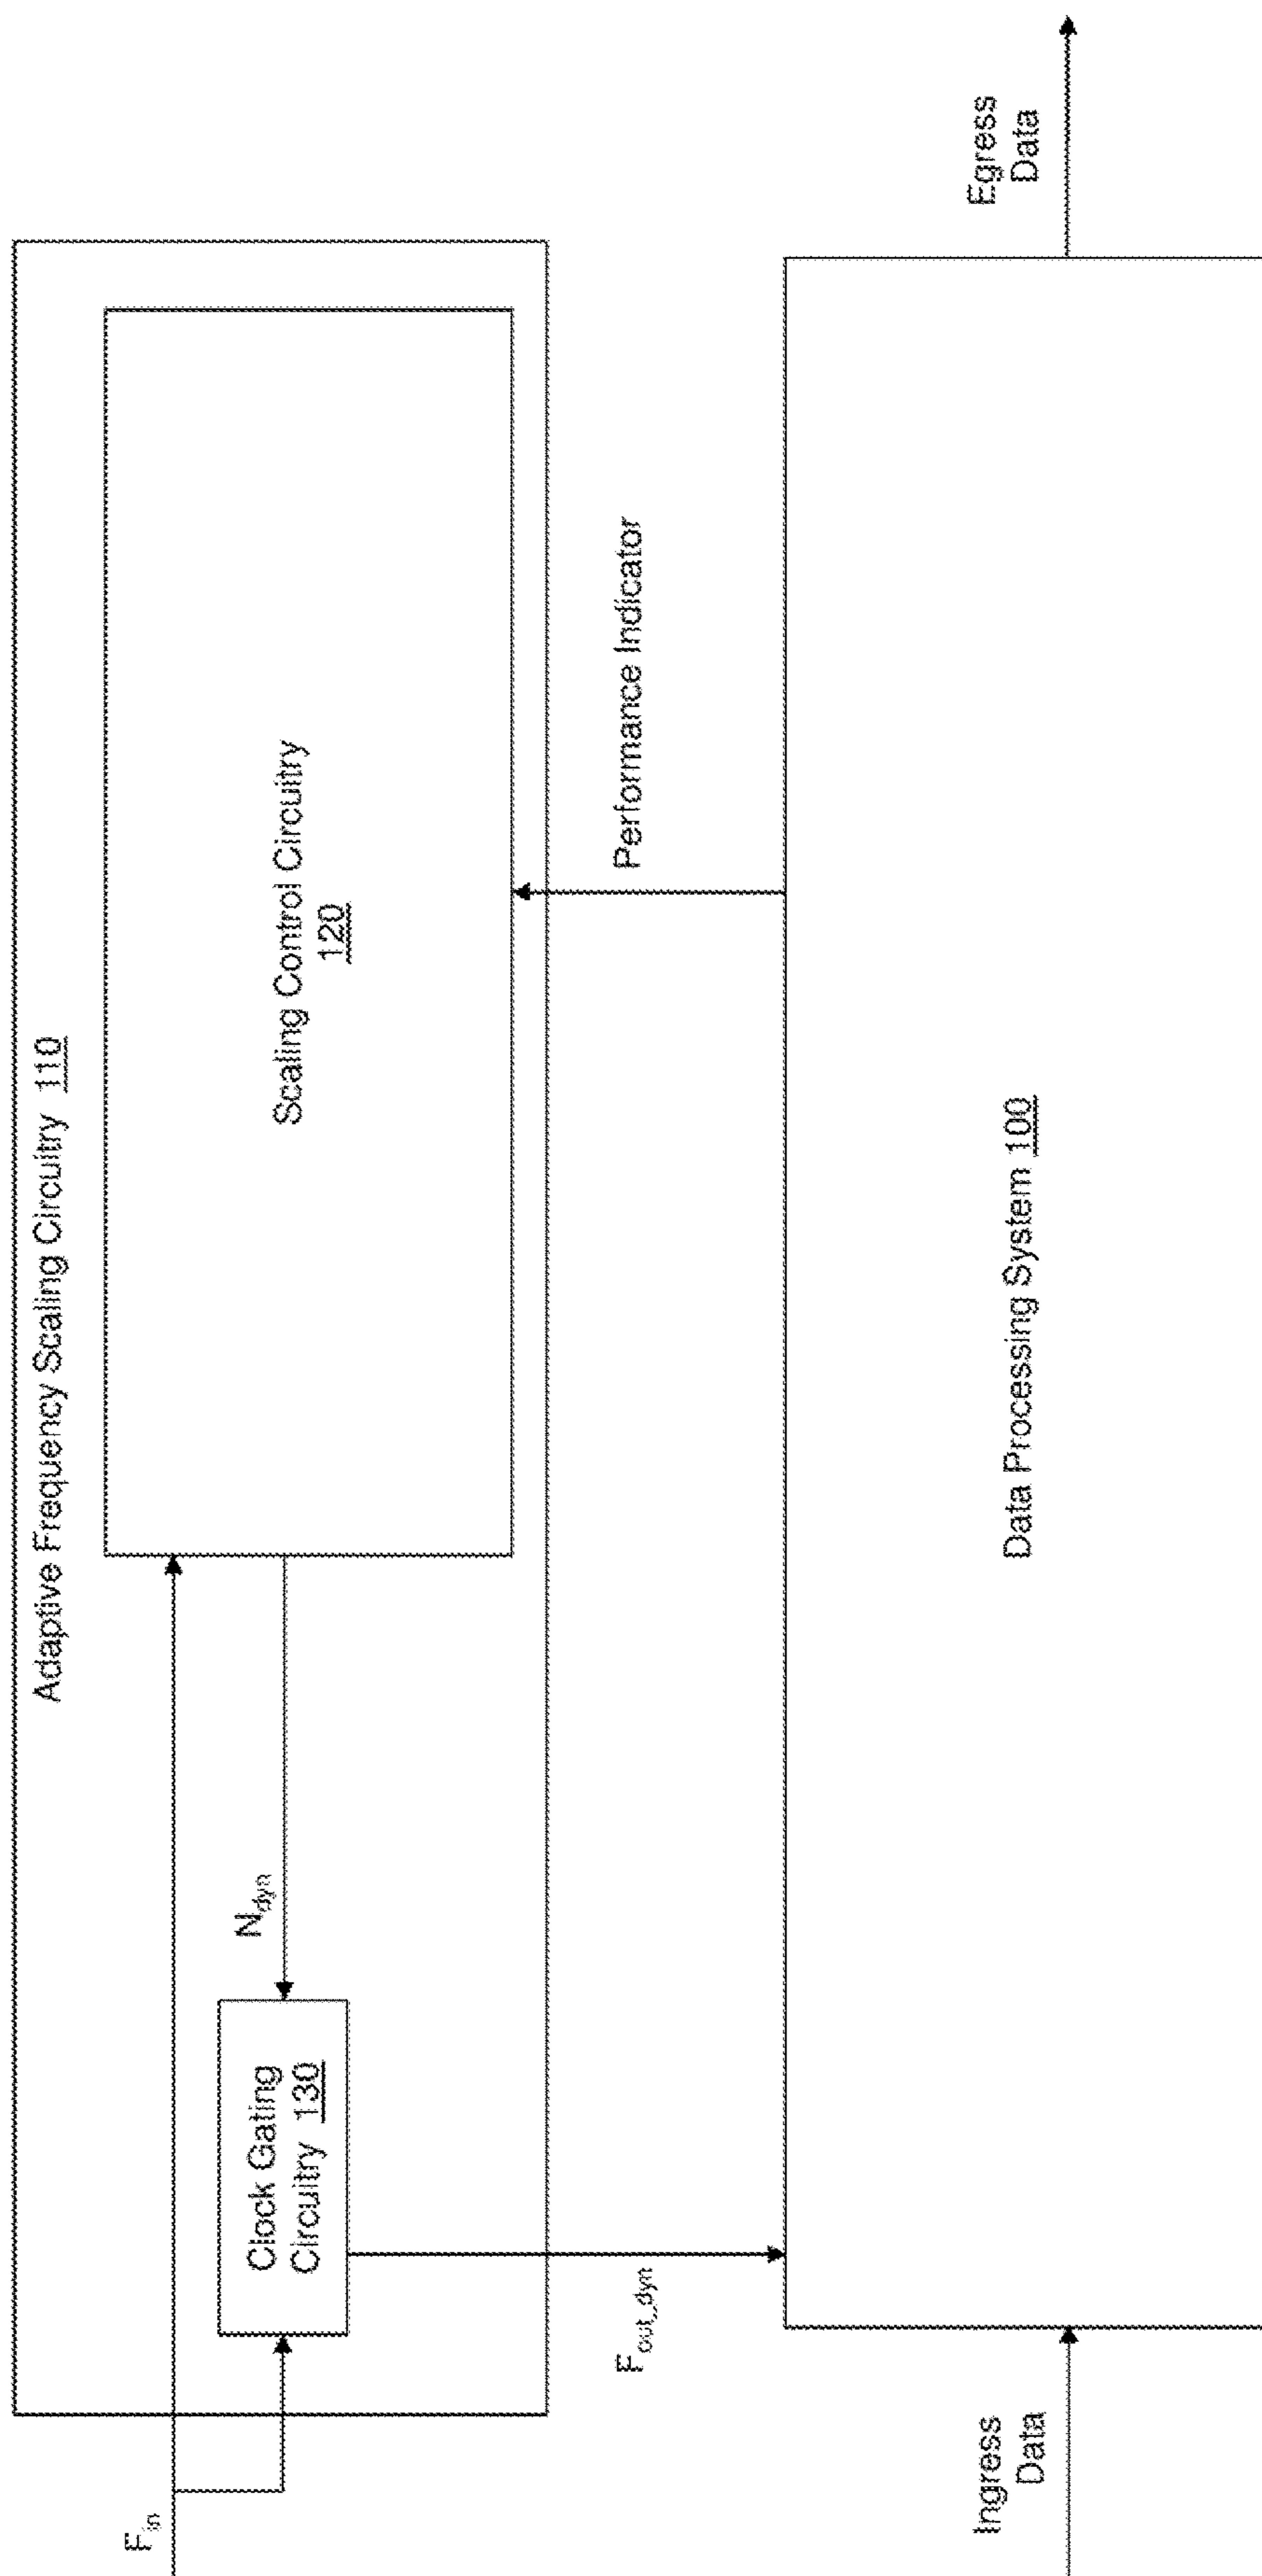 Adaptive Frequency Scaling Circuitry 110
F_in
Clock Gating
Circuitry 130
N_dyn
Scaling Control Circuitry
120
F_out_dyn
Performance Indicator
Ingress
Data
Data Processing System 100
Egress
Data